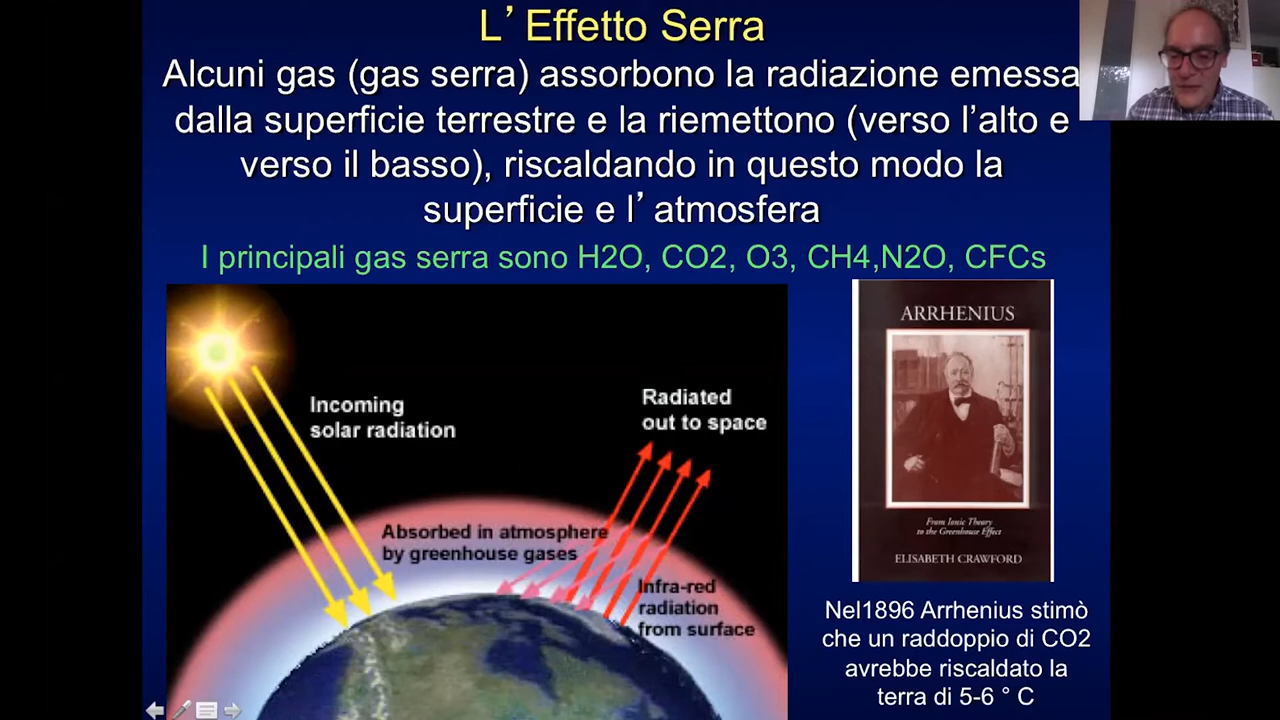 L’ Effetto Serra
Alcuni gas (gas serra) assorbono la radiazione emessa
dalla superficie terrestre e la riemettono (verso l’alto e
verso il basso), riscaldando in questo modo la
superficie e l’ atmosfera
I principali gas serra sono H2O, CO2, O3, CH4,N2O, CFCs
Incoming
solar radiation
Radiated
out to space
Absorbed in atmosphere
by greenhouse gases
Infra-red
radiation
from surface
ARRHENIUS
From Ionic Theory
to the Greenhouse Effect
ELISABETH CRAWFORD
Nel1896 Arrhenius stimò
che un raddoppio di CO2
avrebbe riscaldato la
terra di 5-6 ° C